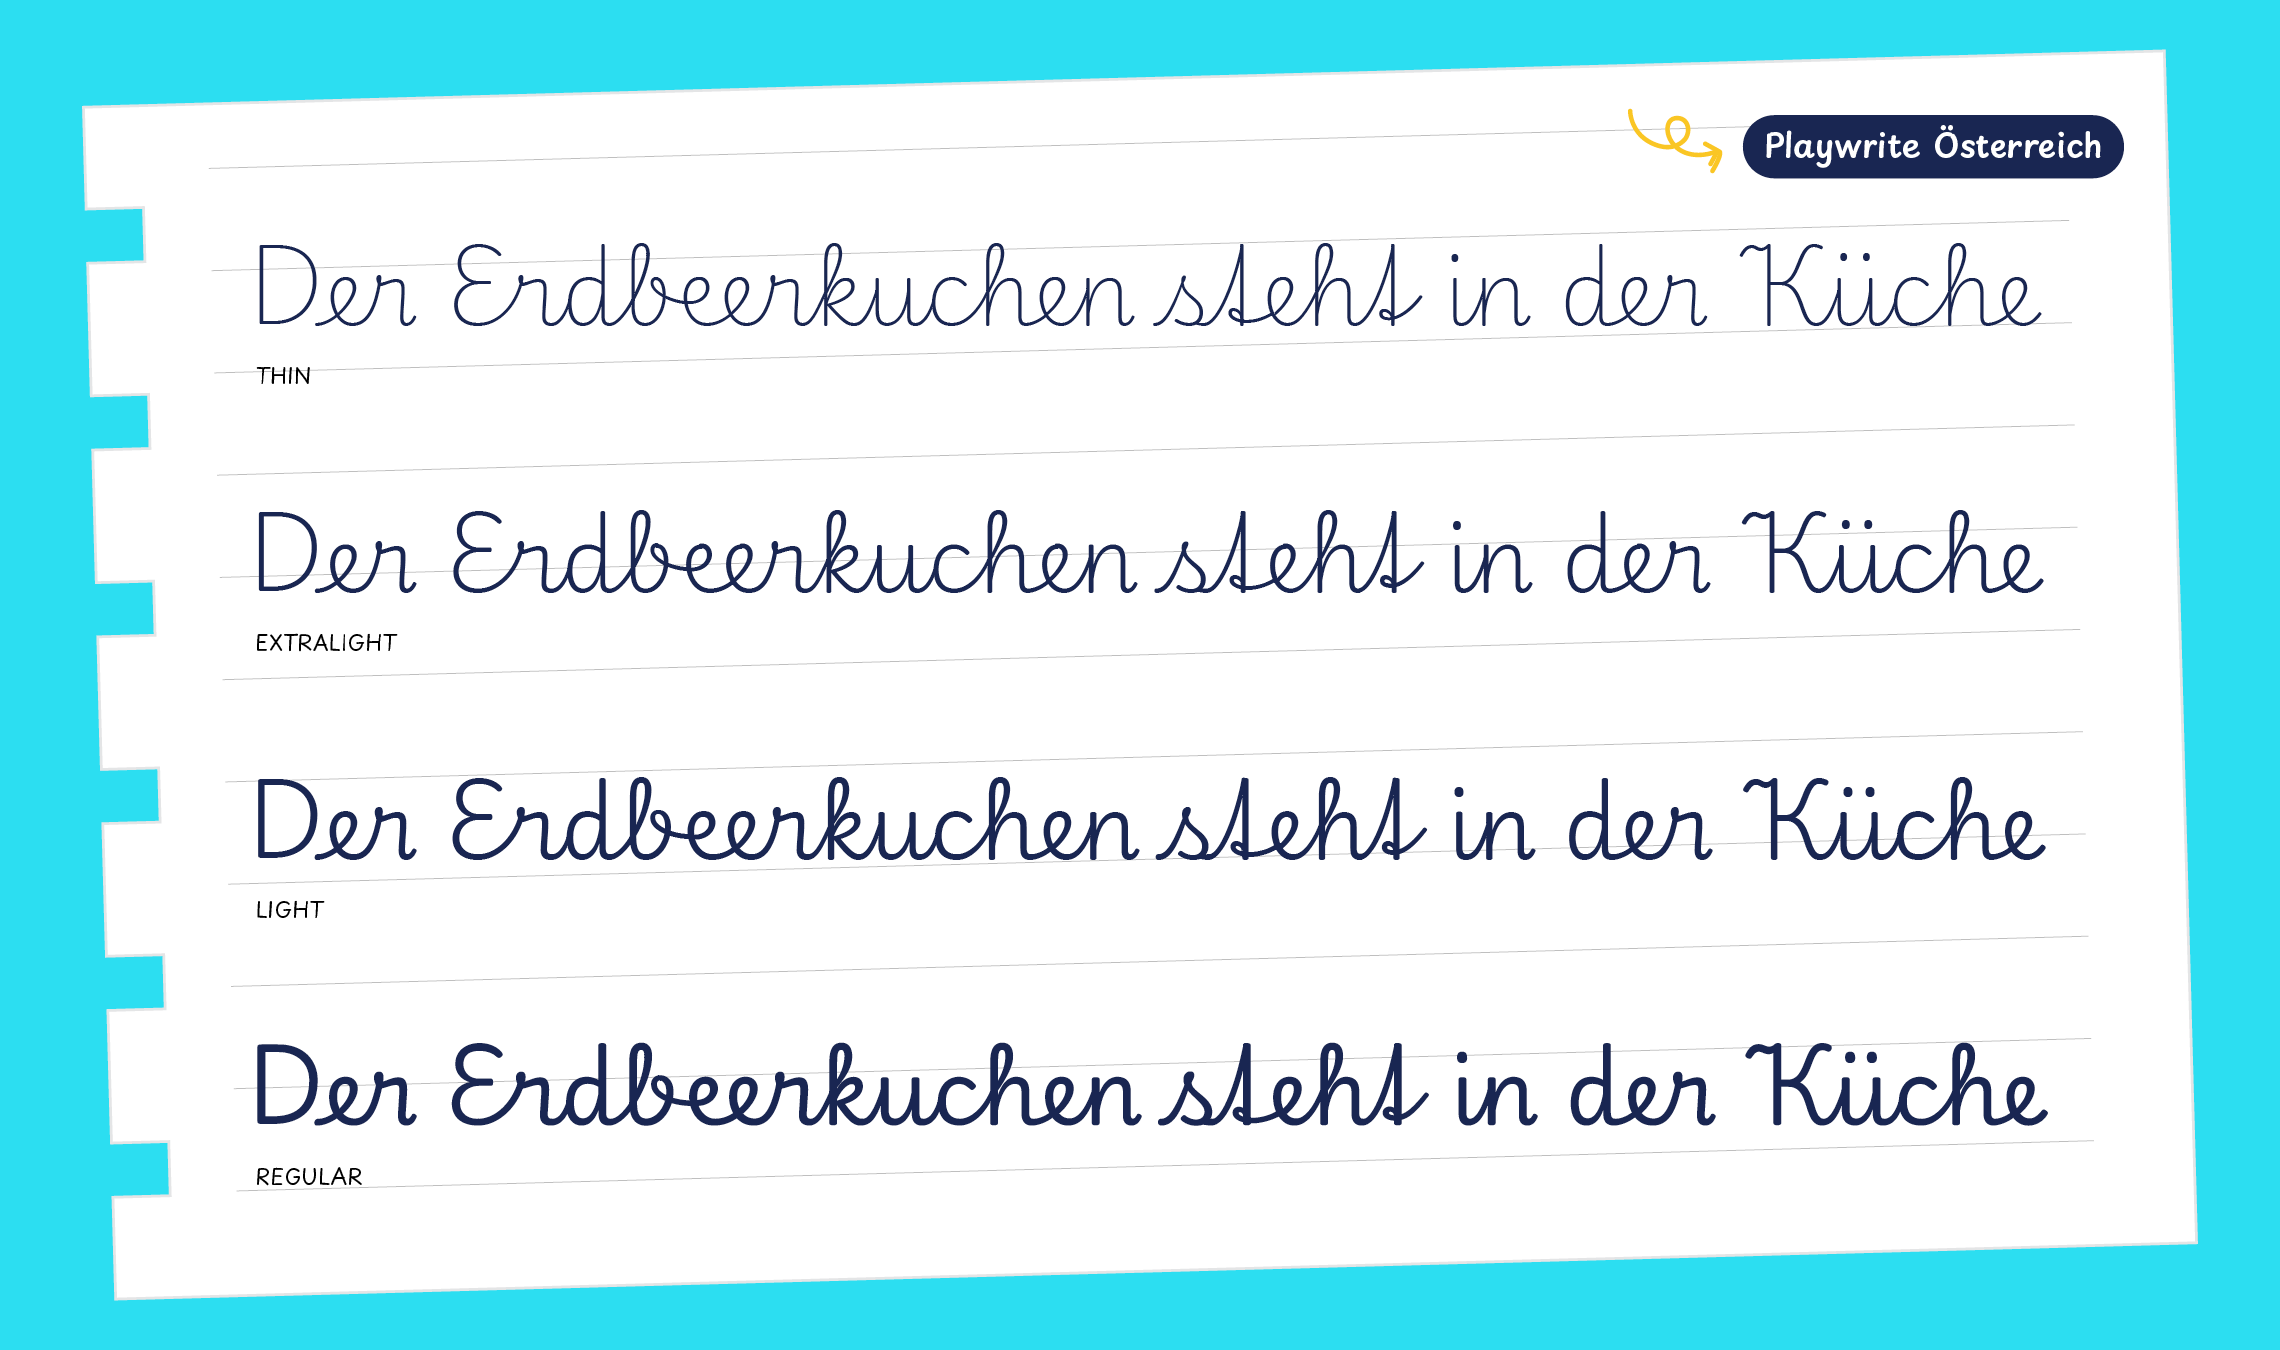 Playwrite Österreich
Der Erdbeerkuchen steht in der Küche
THIN
Der Erdbeerkuchen steht in der Küche
EXTRALIGHT
Der Erdbeerkuchen steht in der Küche
LIGHT
Der Erdbeerkuchen steht in der Küche
REGULAR